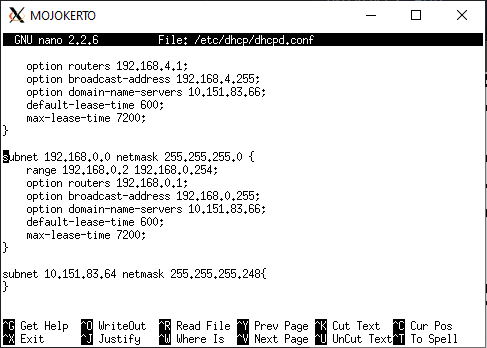 MOJOKERTO
GNU nano 2.2.6 File: /etc/dhcp/dhcpd.conf
option routers 192.168.4.1;
option broadcast-address 192.168.4.255;
option domain-name-servers 10.151.83.66;
default-lease-time 600;
max-lease-time 7200;
}
subnet 192.168.0.0 netmask 255.255.255.0 {
range 192.168.0.2 192.168.0.254;
option routers 192.168.0.1;
option broadcast-address 192.168.0.255;
option domain-name-servers 10.151.83.66;
default-lease-time 600;
max-lease-time 7200;
}
subnet 10.151.83.64 netmask 255.255.255.248{
}
^G Get Help ^O WriteOut ^R Read File ^Y Prev Page ^K Cut Text ^C Cur Pos
^X Exit ^J Justify ^W Where Is ^V Next Page ^U UnCut Text ^T To Spell